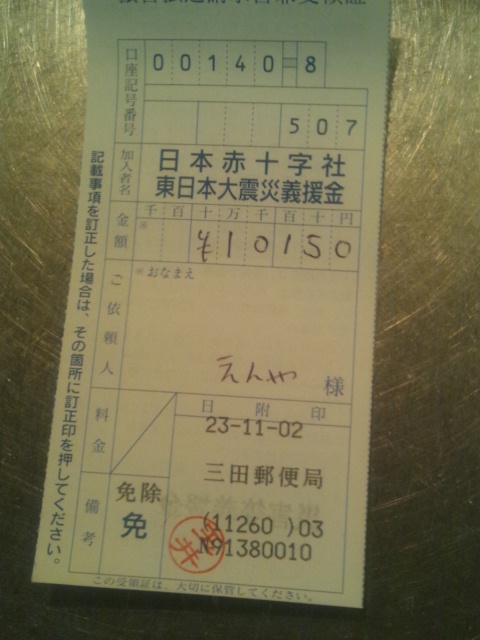 口座記号番号
00140-8
507
加入者名
日本赤十字社
東日本大震災義援金
金額
千百十万千百十円
※
¥10150
ご依頼人
※おなまえ
えんや 様
料金
日附印
23-11-02
三田郵便局
備考
免除
免
(11260 )03
N91380010
記載事項を訂正した場合は、その箇所に訂正印を押してください。
この受領証は、大切に保管してください。